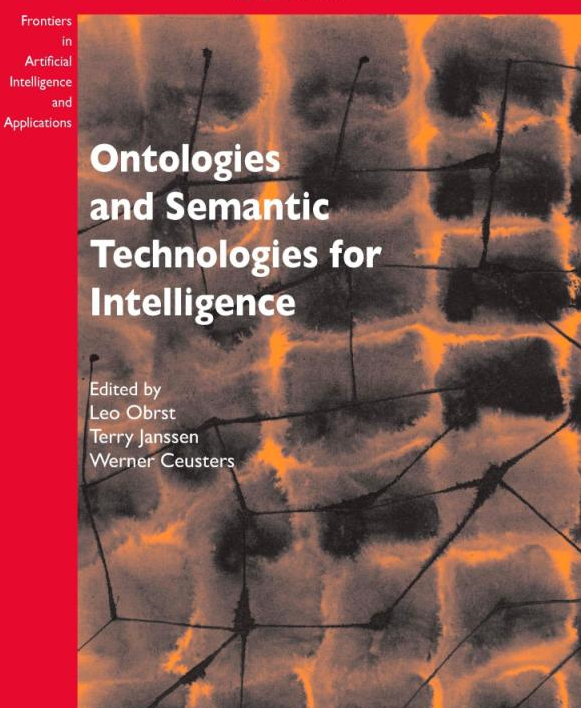 Frontiers
in
Artificial
Intelligence
and
Applications
Ontologies
and Semantic
Technologies for
Intelligence
Edited by
Leo Obrst
Terry Janssen
Werner Ceusters